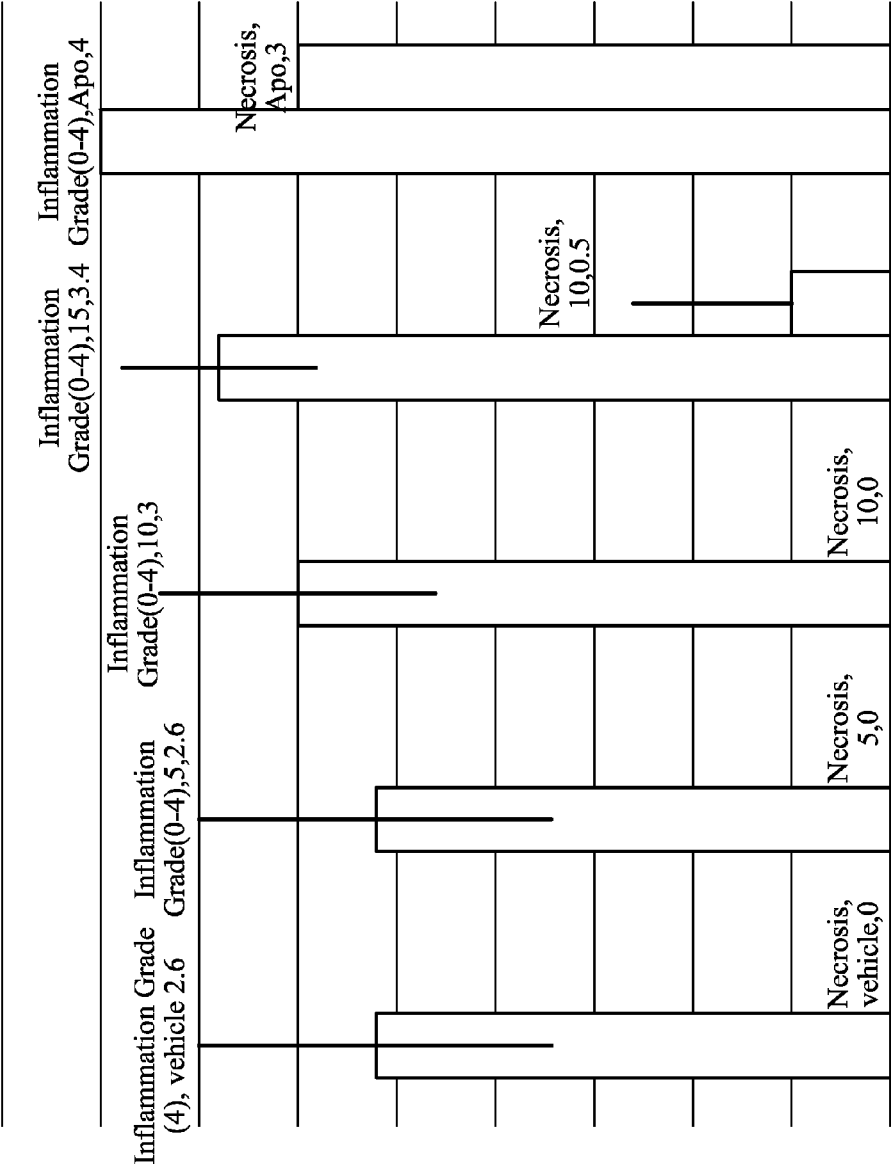 Inflammation
Grade(0-4),Apo,4
Necrosis,
Apo,3
Inflammation
Grade(0-4),15,3.4
Necrosis,
10,0.5
Inflammation
Grade(0-4),10,3
Necrosis,
10,0
Inflammation
Grade(0-4),5,2.6
Necrosis,
5,0
Inflammation Grade
(4), vehicle 2.6
Necrosis,
vehicle,0